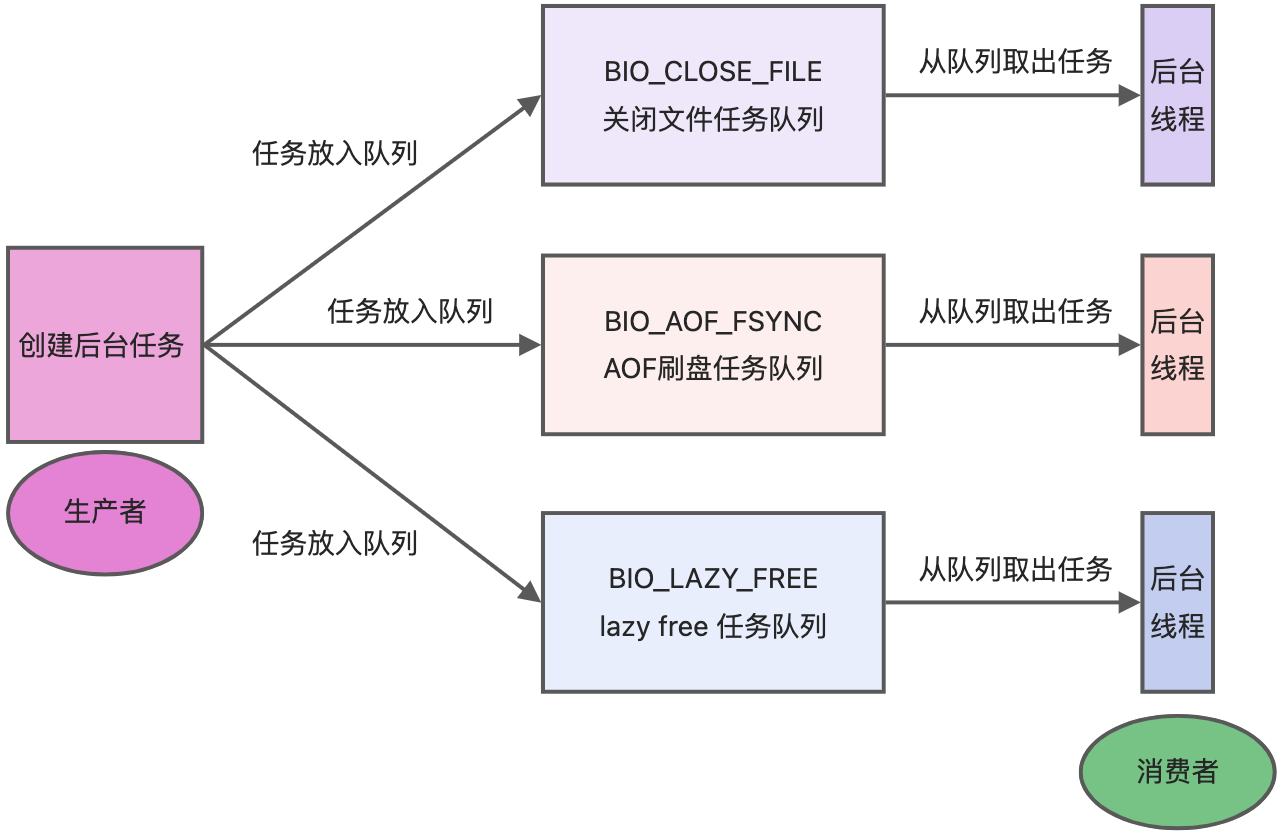 BIO_CLOSE_FILE
关闭文件任务队列
从队列取出任务
后台
线程
任务放入队列
创建后台任务
任务放入队列
BIO_AOF_FSYNC
AOF刷盘任务队列
从队列取出任务
后台
线程
生产者
任务放入队列
BIO_LAZY_FREE
lazy free 任务队列
从队列取出任务
后台
线程
消费者